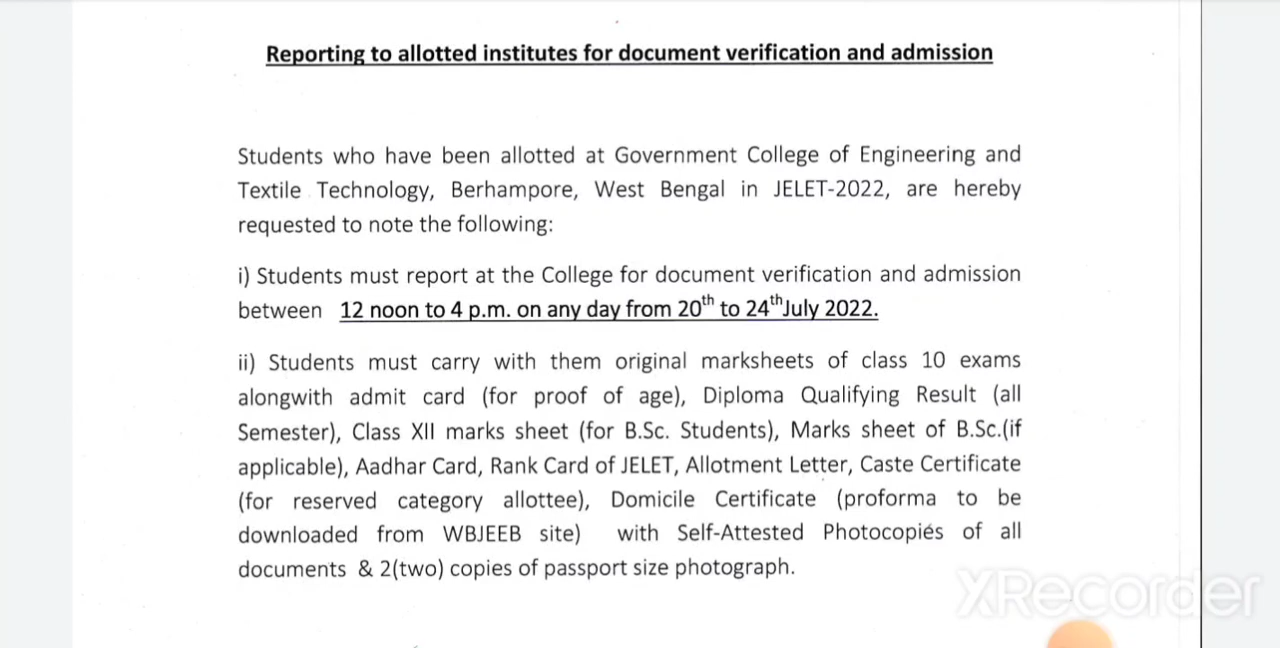 Reporting to allotted institutes for document verification and admission
Students who have been allotted at Government College of Engineering and
Textile Technology, Berhampore, West Bengal in JELET-2022, are hereby
requested to note the following:
i) Students must report at the College for document verification and admission
between 12 noon to 4 p.m. on any day from 20th to 24th July 2022.
ii) Students must carry with them original marksheets of class 10 exams
alongwith admit card (for proof of age), Diploma Qualifying Result (all
Semester), Class XII marks sheet (for B.Sc. Students), Marks sheet of B.Sc.(if
applicable), Aadhar Card, Rank Card of JELET, Allotment Letter, Caste Certificate
(for reserved category allottee), Domicile Certificate (proforma to be
downloaded from WBJEEB site) with Self-Attested Photocopies of all
documents & 2(two) copies of passport size photograph.
XRecorder